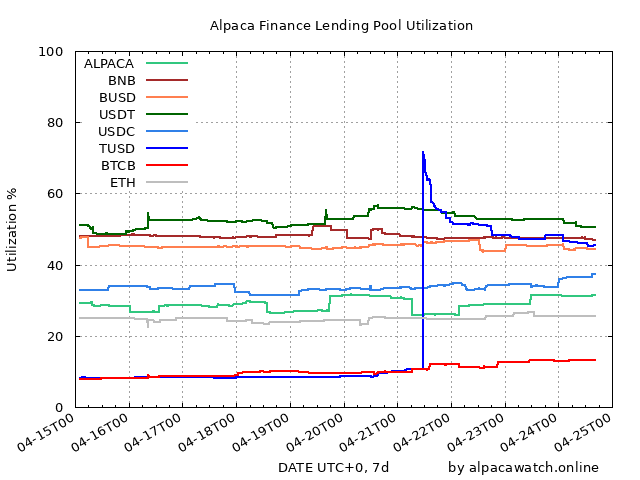 Alpaca Finance Lending Pool Utilization
100
80
60
40
20
0
Utilization %
ALPACA
BNB
BUSD
USDT
USDC
TUSD
BTCB
ETH
04-15T00
04-16T00
04-17T00
04-18T00
04-19T00
04-20T00
04-21T00
04-22T00
04-23T00
04-24T00
04-25T00
DATE UTC+0, 7d
by alpacawatch.online